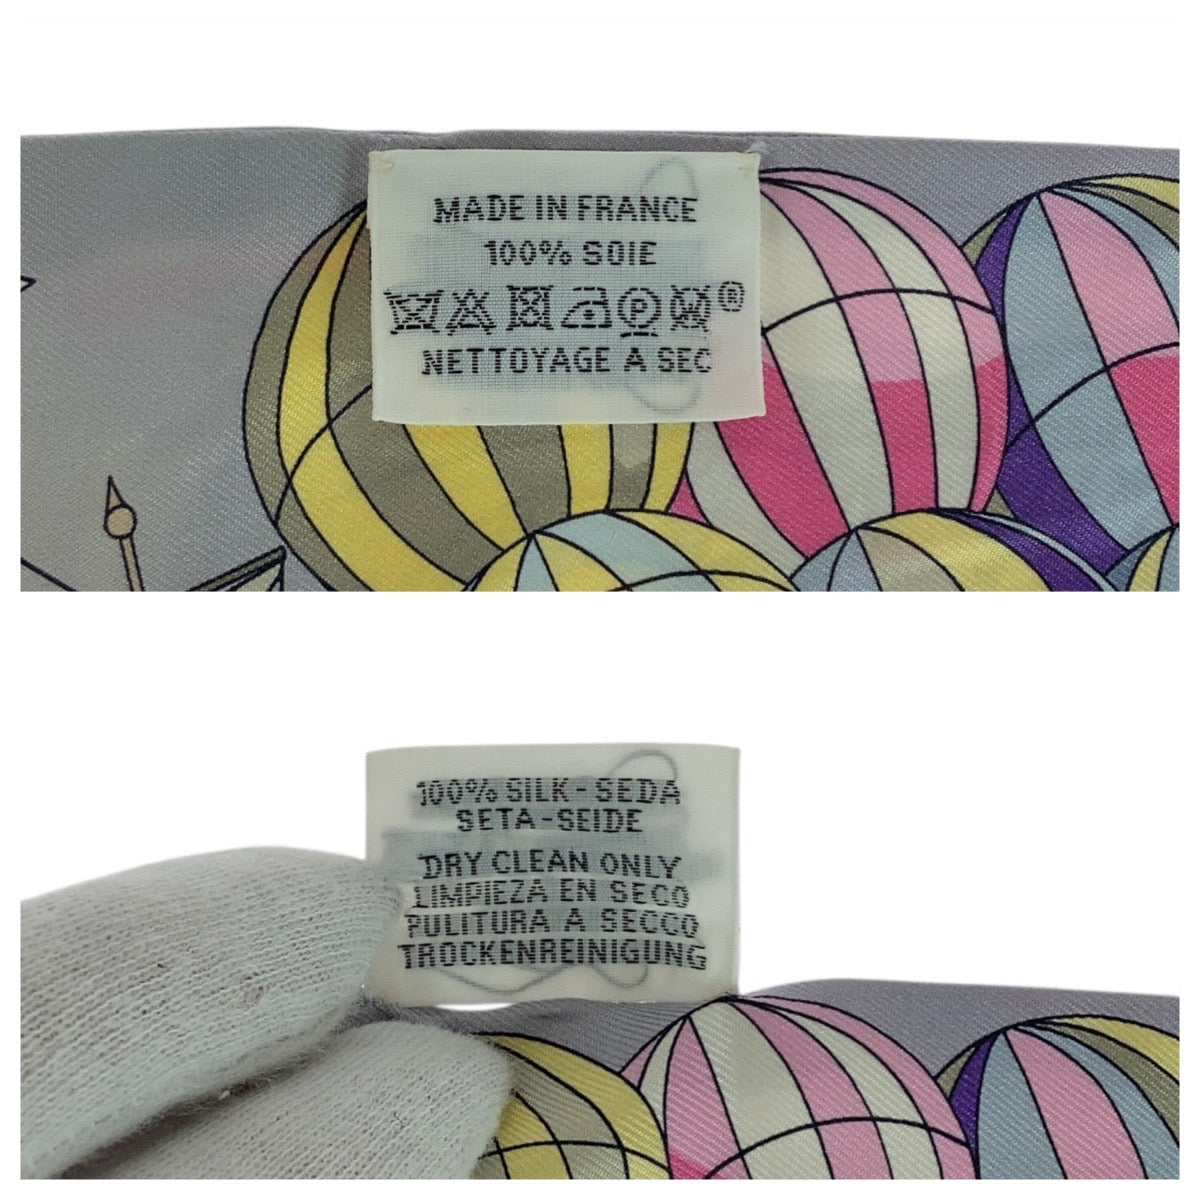 MADE IN FRANCE
100% SOIE
P ®
NETTOYAGE A SEC
100% SILK - SEDA
SETA - SEIDE
DRY CLEAN ONLY
LIMPIEZA EN SECO
PULITURA A SECCO
TROCKENREINIGUNG